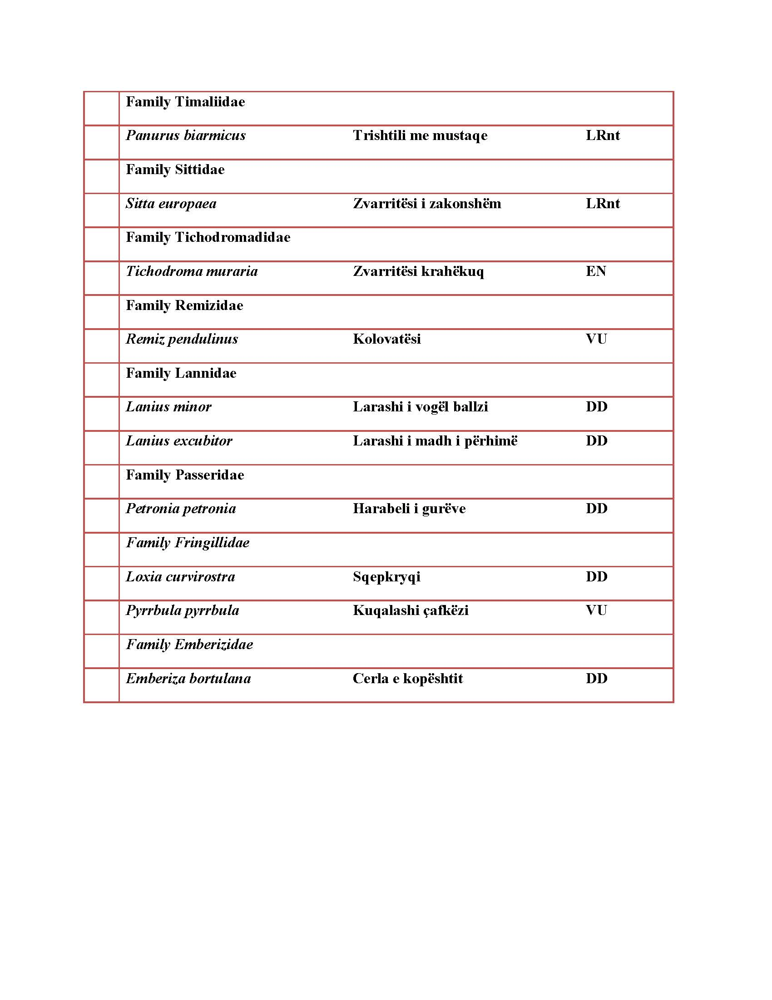 Family Timaliidae
Panurus biarmicus Trishtili me mustaqe LRnt
Family Sittidae
Sitta europaea Zvarritësi i zakonshëm LRnt
Family Tichodromadidae
Tichodroma muraria Zvarritësi krahëkuq EN
Family Remizidae
Remiz pendulinus Kolovatësi VU
Family Lannidae
Lanius minor Larashi i vogël ballzi DD
Lanius excubitor Larashi i madh i përhimë DD
Family Passeridae
Petronia petronia Harabeli i gurëve DD
Family Fringillidae
Loxia curvirostra Sqepkryqi DD
Pyrrbula pyrrbula Kuqalashi çafkëzi VU
Family Emberizidae
Emberiza bortulana Cerla e kopështit DD